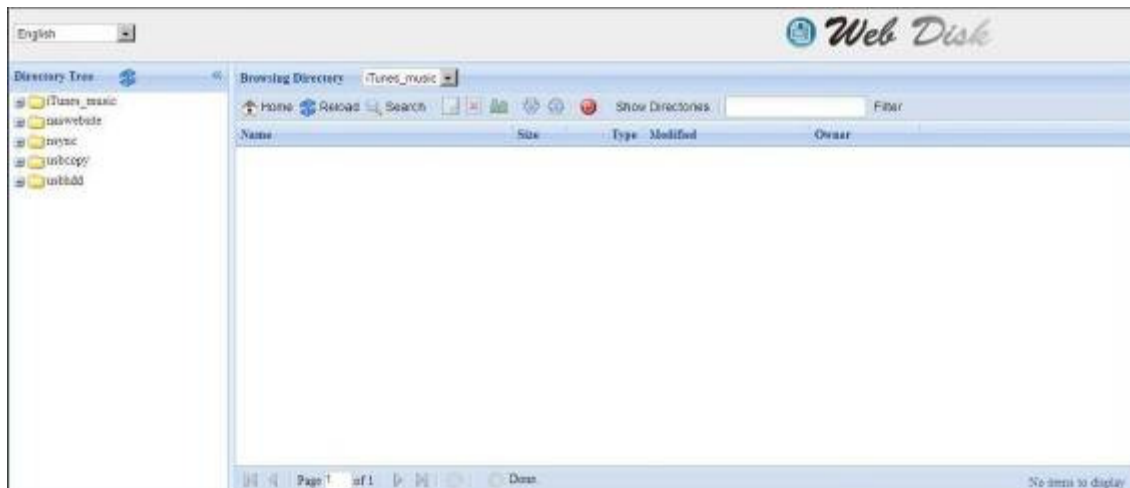 English
Web Disk
Directory Tree
Browsing Directory iTunes_music
iTunes_music
naswebsite
nsync
usbcopy
usbhdd
Home Reload Search Show Directories Filter
Name Size Type Modified Owner
Page 1 of 1 Done No items to display